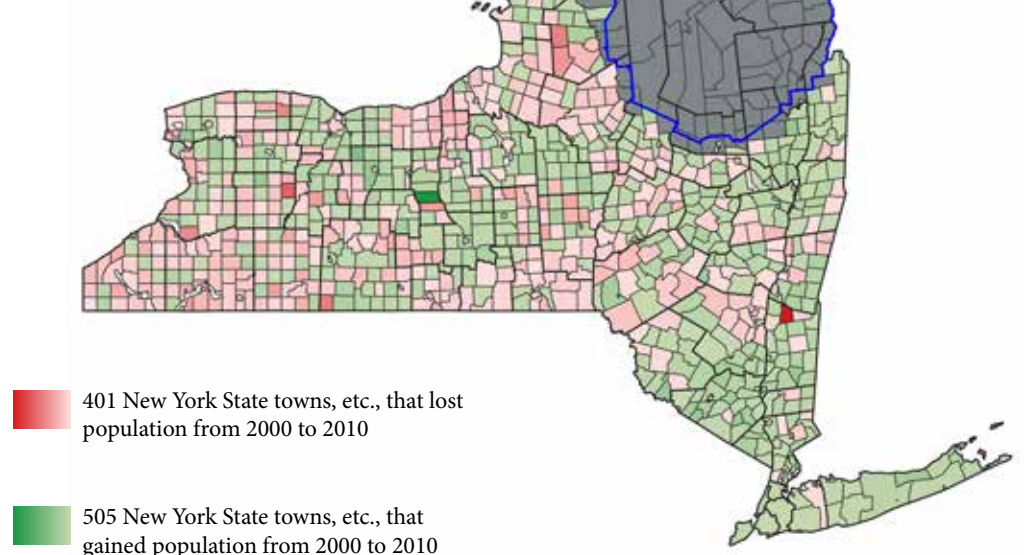 401 New York State towns, etc., that lost
population from 2000 to 2010
505 New York State towns, etc., that
gained population from 2000 to 2010